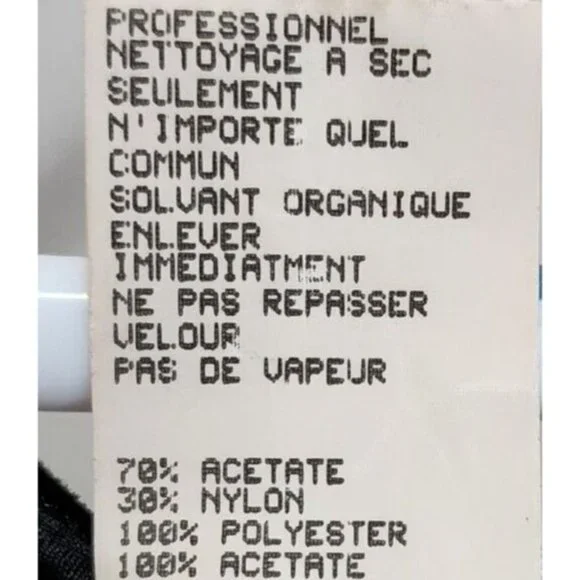 PROFESSIONNEL
NETTOYAGE A SEC
SEULEMENT
N'IMPORTE QUEL
COMMUN
SOLVANT ORGANIQUE
ENLEVER
IMMEDIATMENT
NE PAS REPASSER
VELOUR
PAS DE VAPEUR
70% ACETATE
30% NYLON
100% POLYESTER
100% ACETATE